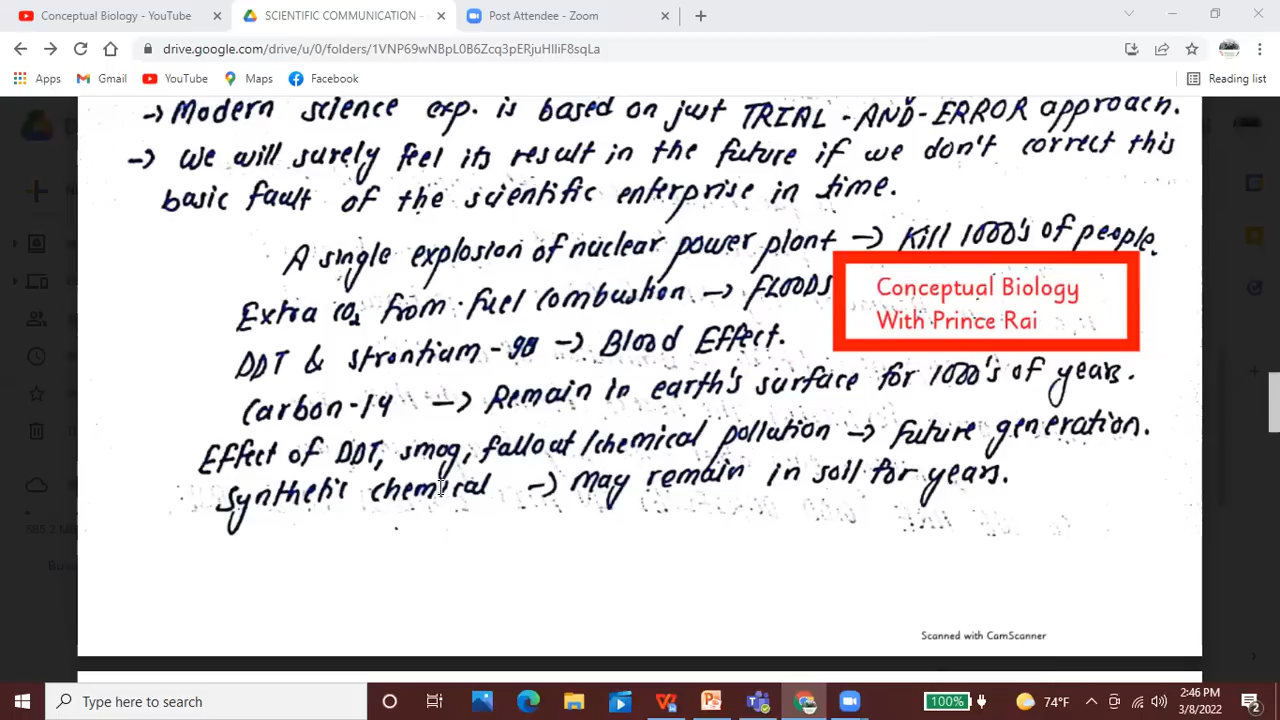 Conceptual Biology - YouTube
SCIENTIFIC COMMUNICATION -
Post Attendee - Zoom
drive.google.com/drive/u/0/folders/1VNP69wNBpL0B6Zcq3pERjuHIliF8sqLa
Apps
Gmail
YouTube
Maps
Facebook
Reading list
→ Modern science exp. is based on just TRIAL-AND-ERROR approach.
→ We will surely feel its result in the future if we don't correct this
basic fault of the scientific enterprise in time.
A single explosion of nuclear power plant → Kill 1000's of people.
Extra CO2 from fuel combustion → FLOODS
Conceptual Biology
With Prince Rai
DDT & Strontium-90 → Blood Effect.
Carbon-14 → Remain in earth's surface for 1000's of years.
Effect of DDT, smog, fallout/chemical pollution → Future generation.
Synthetic chemical → May remain in soil for years.
Scanned with CamScanner
Type here to search
100%
74°F
2:46 PM
3/8/2022
2